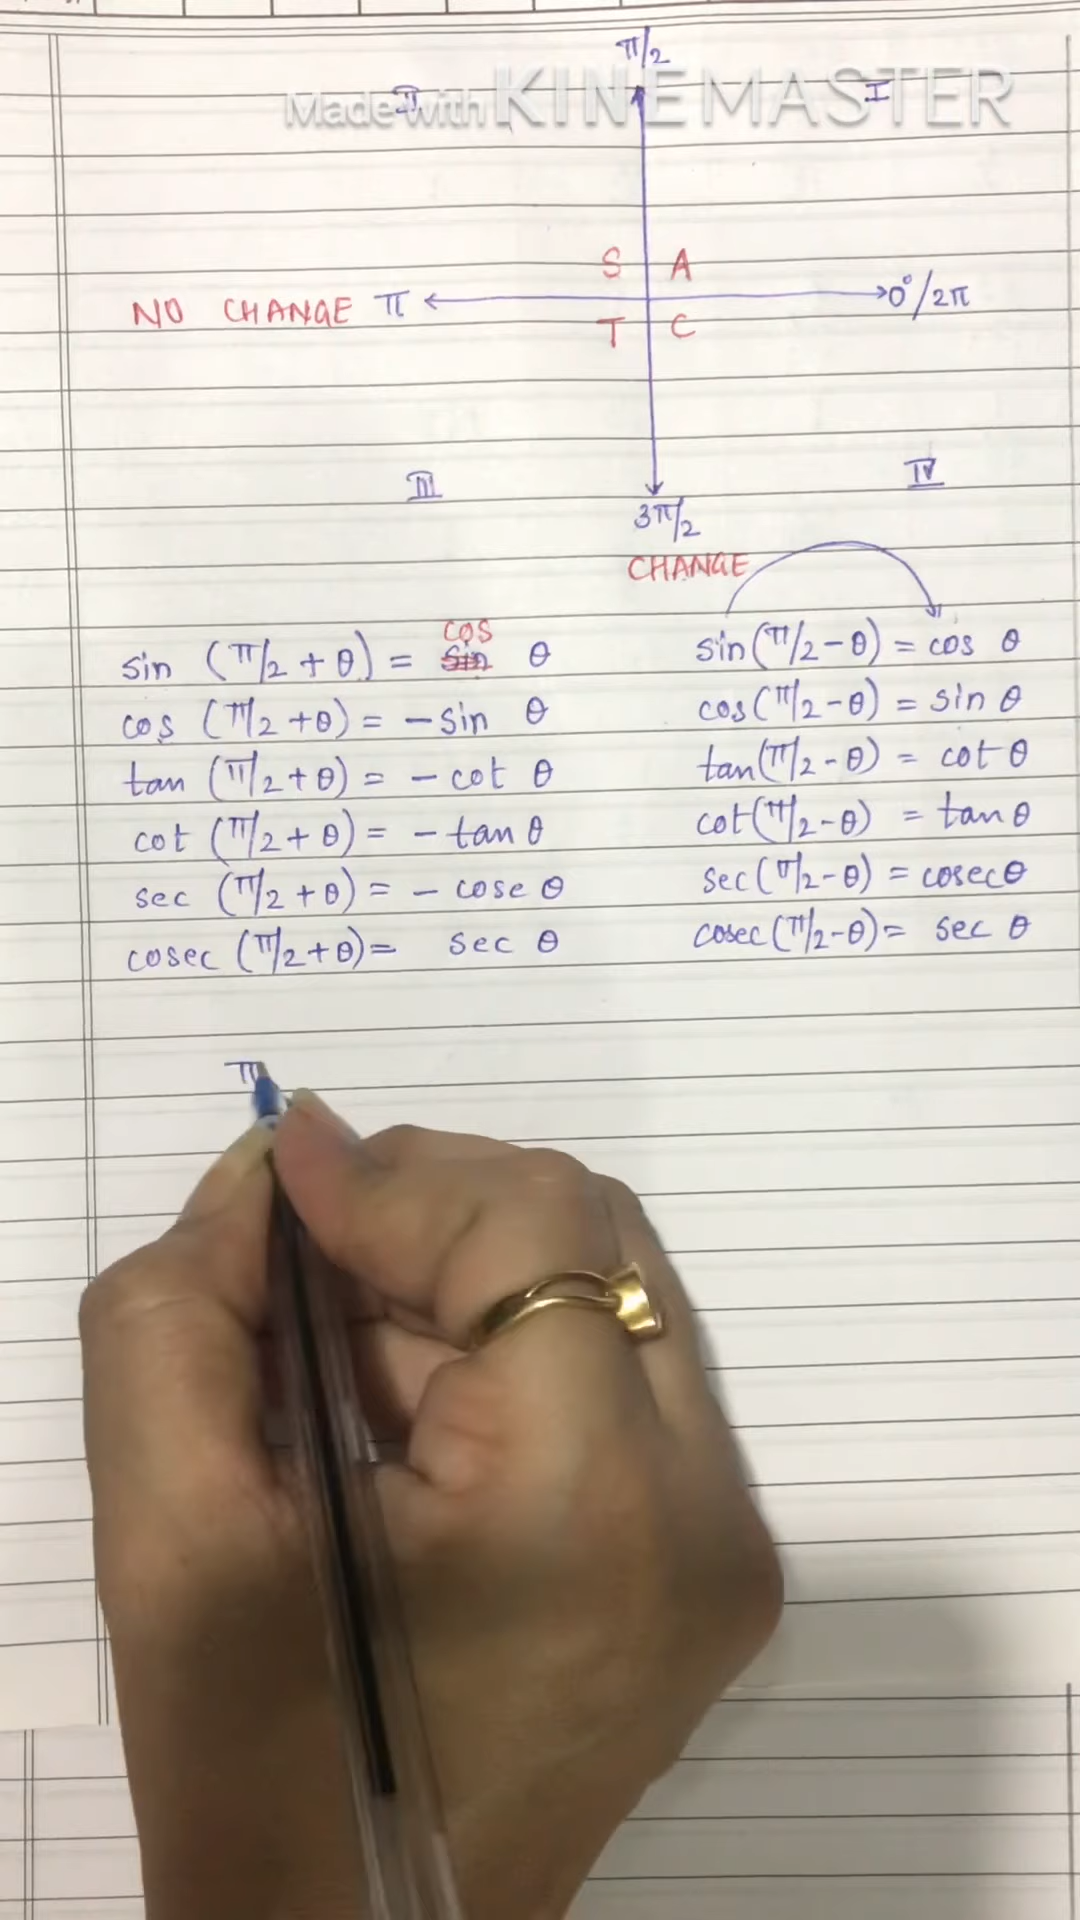 π/2
II I
Made with KINEMASTER
S A
NO CHANGE π 0°/2π
T C
III IV
3π/2
CHANGE
cos
sin (π/2 + θ) = sin θ sin(π/2 - θ) = cos θ
cos (π/2 + θ) = - sin θ cos(π/2 - θ) = sin θ
tan (π/2 + θ) = - cot θ tan(π/2 - θ) = cot θ
cot (π/2 + θ) = - tan θ cot(π/2 - θ) = tan θ
sec (π/2 + θ) = - cose θ sec(π/2 - θ) = cosec θ
cosec (π/2 + θ) = sec θ cosec(π/2 - θ) = sec θ
π